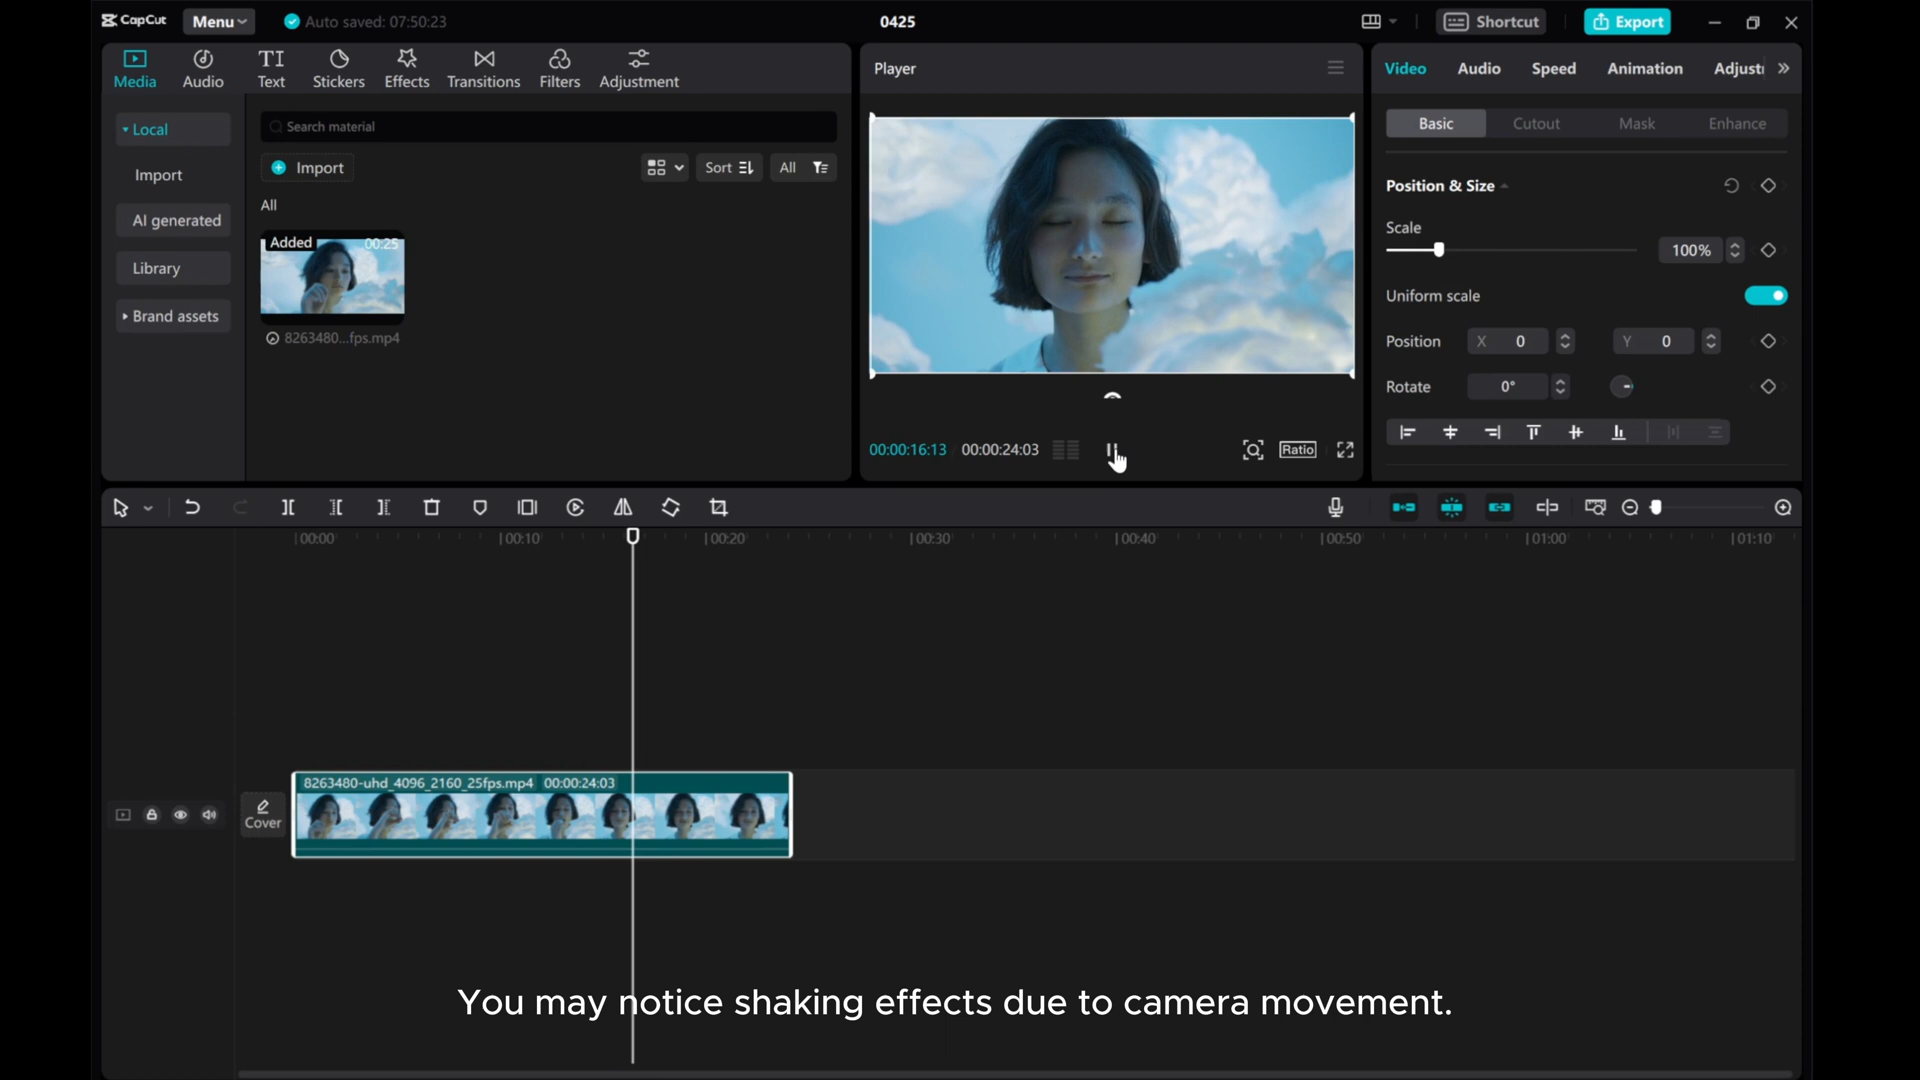 CapCut
Menu
Auto saved: 07:50:23
0425
Shortcut
Export
Media
Audio
Text
Stickers
Effects
Transitions
Filters
Adjustment
Local
Import
AI generated
Library
Brand assets
Search material
Import
Sort
All
All
Added
00:25
8263480...fps.mp4
Player
00:00:16:13
00:00:24:03
Ratio
Video
Audio
Speed
Animation
Adjust
Basic
Cutout
Mask
Enhance
Position & Size
Scale
100%
Uniform scale
Position
X 0
Y 0
Rotate
0°
00:00
00:10
00:20
00:30
00:40
00:50
01:00
01:10
Cover
8263480-uhd_4096_2160_25fps.mp4 00:00:24:03
You may notice shaking effects due to camera movement.